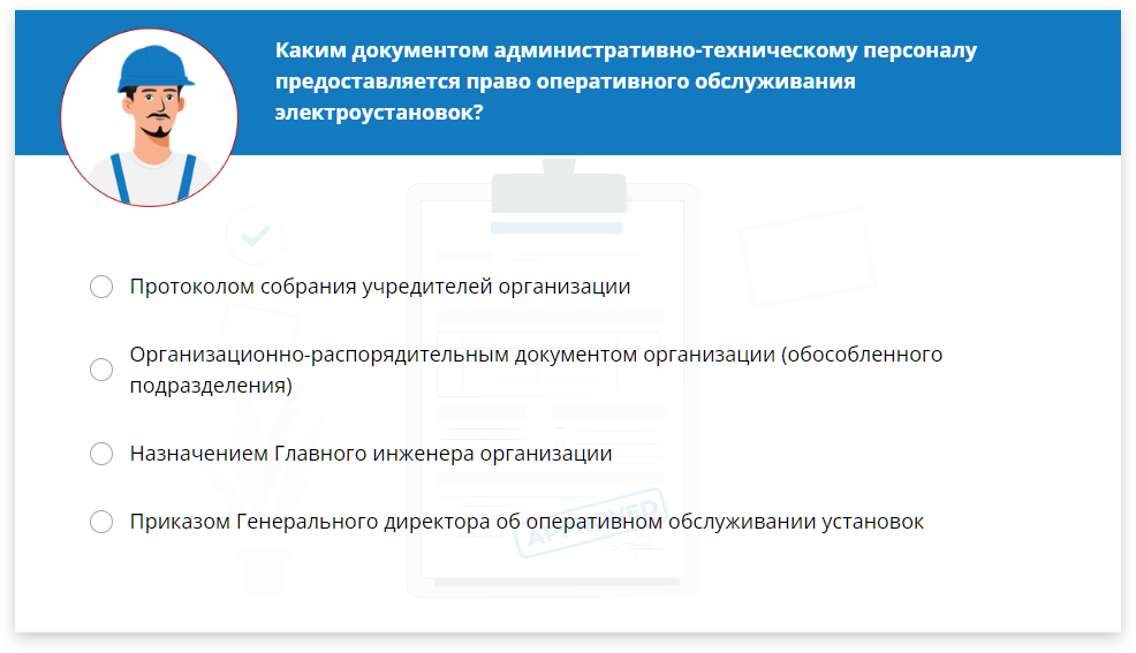 Каким документом административно-техническому персоналу
предоставляется право оперативного обслуживания
электроустановок?
Протоколом собрания учредителей организации
Организационно-распорядительным документом организации (обособленного
подразделения)
Назначением Главного инженера организации
Приказом Генерального директора об оперативном обслуживании установок
APPROVED